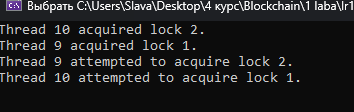 Выбрать C:\Users\Slava\Desktop\4 курс\Blockchain\1 laba\lr1
Thread 10 acquired lock 2.
Thread 9 acquired lock 1.
Thread 9 attempted to acquire lock 2.
Thread 10 attempted to acquire lock 1.